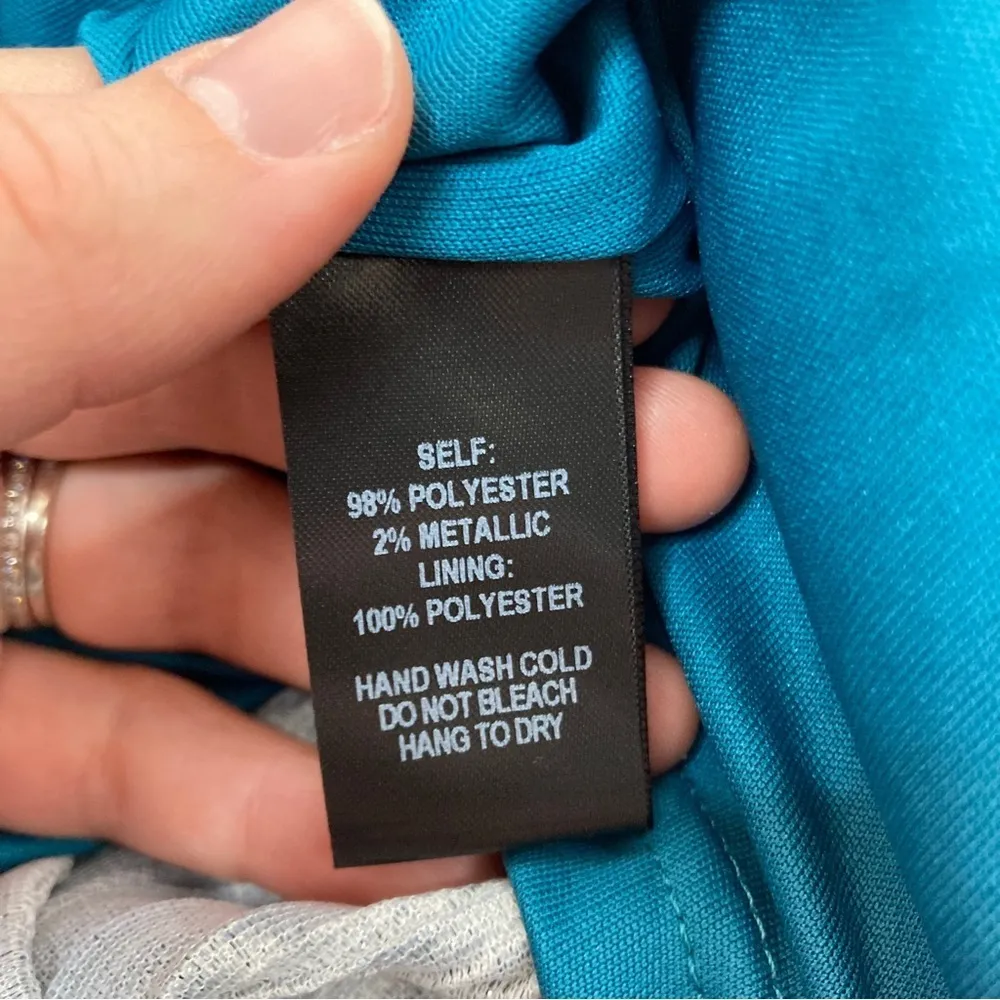 SELF:
98% POLYESTER
2% METALLIC
LINING:
100% POLYESTER
HAND WASH COLD
DO NOT BLEACH
HANG TO DRY